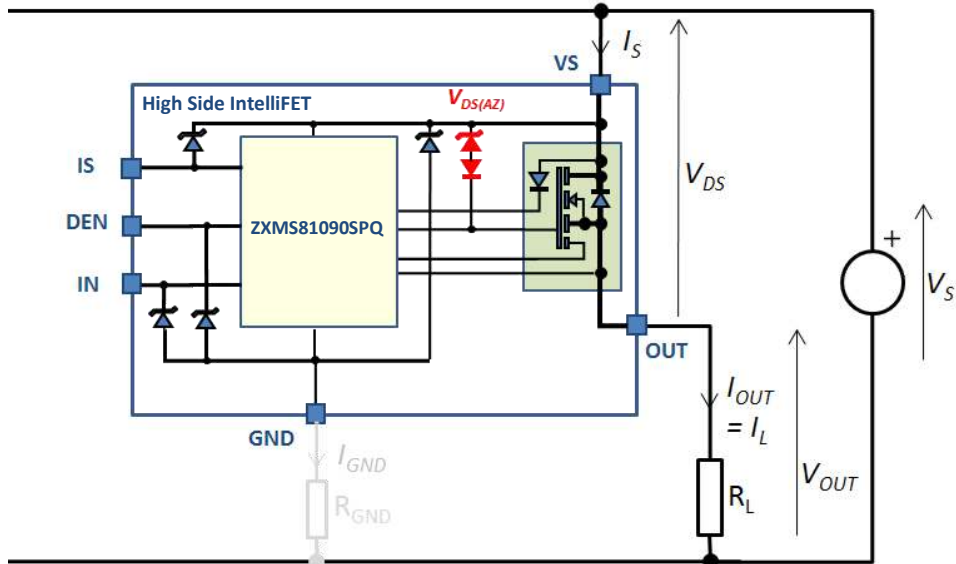 I_S
VS
High Side IntelliFET
V_DS(AZ)
IS
V_DS
DEN
ZXMS81090SPQ
IN
+
V_S
OUT
I_OUT
= I_L
GND
I_GND
V_OUT
R_L
R_GND